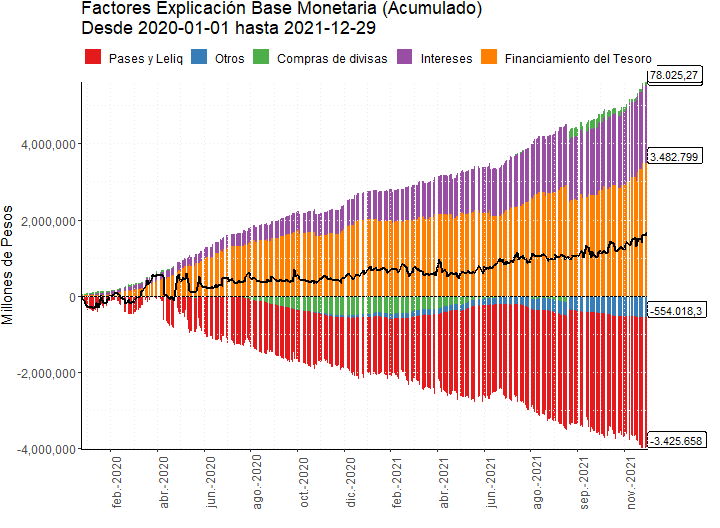 Factores Explicación Base Monetaria (Acumulado)
Desde 2020-01-01 hasta 2021-12-29
Pases y Leliq Otros Compras de divisas Intereses Financiamiento del Tesoro
78.025,27
4,000,000
3.482.799
2,000,000
Millones de Pesos
0
-554.018,3
-2,000,000
-3.425.658
-4,000,000
feb.-2020 abr.-2020 jun.-2020 ago.-2020 oct.-2020 dic.-2020 feb.-2021 abr.-2021 jun.-2021 ago.-2021 sep.-2021 nov.-2021